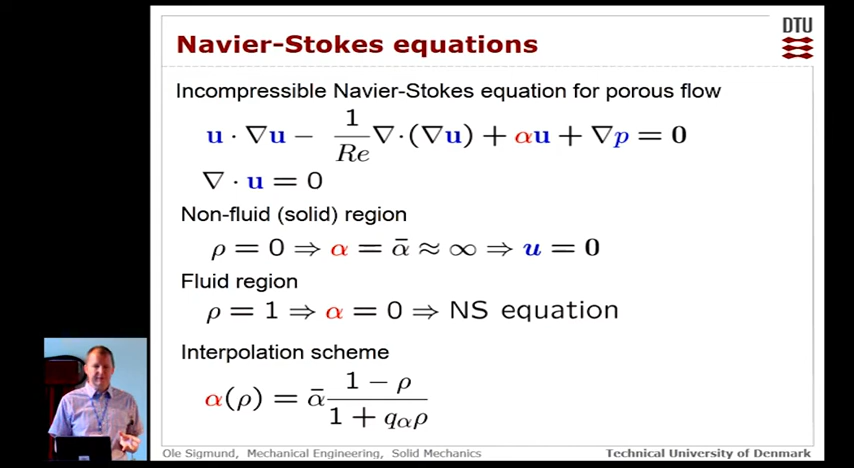 DTU
Navier-Stokes equations
Incompressible Navier-Stokes equation for porous flow
u · ∇u − 1/Re ∇·(∇u) + αu + ∇p = 0
∇ · u = 0
Non-fluid (solid) region
ρ = 0 ⇒ α = ᾱ ≈ ∞ ⇒ u = 0
Fluid region
ρ = 1 ⇒ α = 0 ⇒ NS equation
Interpolation scheme
α(ρ) = ᾱ (1 − ρ)/(1 + q_α ρ)
Ole Sigmund, Mechanical Engineering, Solid Mechanics
Technical University of Denmark